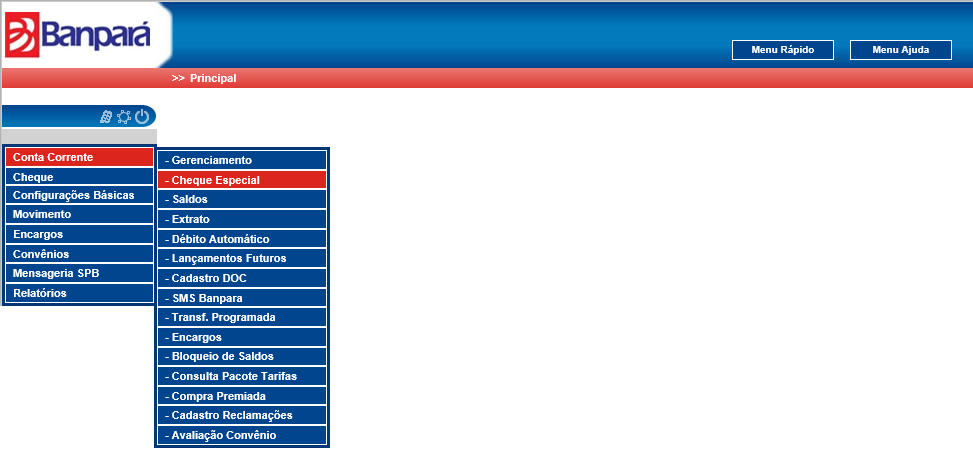 Banpará
Menu Rápido
Menu Ajuda
>> Principal
Conta Corrente
Cheque
Configurações Básicas
Movimento
Encargos
Convênios
Mensageria SPB
Relatórios
- Gerenciamento
- Cheque Especial
- Saldos
- Extrato
- Débito Automático
- Lançamentos Futuros
- Cadastro DOC
- SMS Banpara
- Transf. Programada
- Encargos
- Bloqueio de Saldos
- Consulta Pacote Tarifas
- Compra Premiada
- Cadastro Reclamações
- Avaliação Convênio